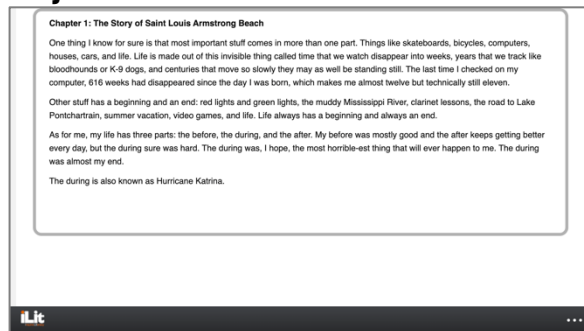 Chapter 1: The Story of Saint Louis Armstrong Beach
One thing I know for sure is that most important stuff comes in more than one part. Things like skateboards, bicycles, computers,
houses, cars, and life. Life is made out of this invisible thing called time that we watch disappear into weeks, years that we track like
bloodhounds or K-9 dogs, and centuries that move so slowly they may as well be standing still. The last time I checked on my
computer, 616 weeks had disappeared since the day I was born, which makes me almost twelve but technically still eleven.
Other stuff has a beginning and an end: red lights and green lights, the muddy Mississippi River, clarinet lessons, the road to Lake
Pontchartrain, summer vacation, video games, and life. Life always has a beginning and always an end.
As for me, my life has three parts: the before, the during, and the after. My before was mostly good and the after keeps getting better
every day, but the during sure was hard. The during was, I hope, the most horrible-est thing that will ever happen to me. The during
was almost my end.
The during is also known as Hurricane Katrina.
iLit